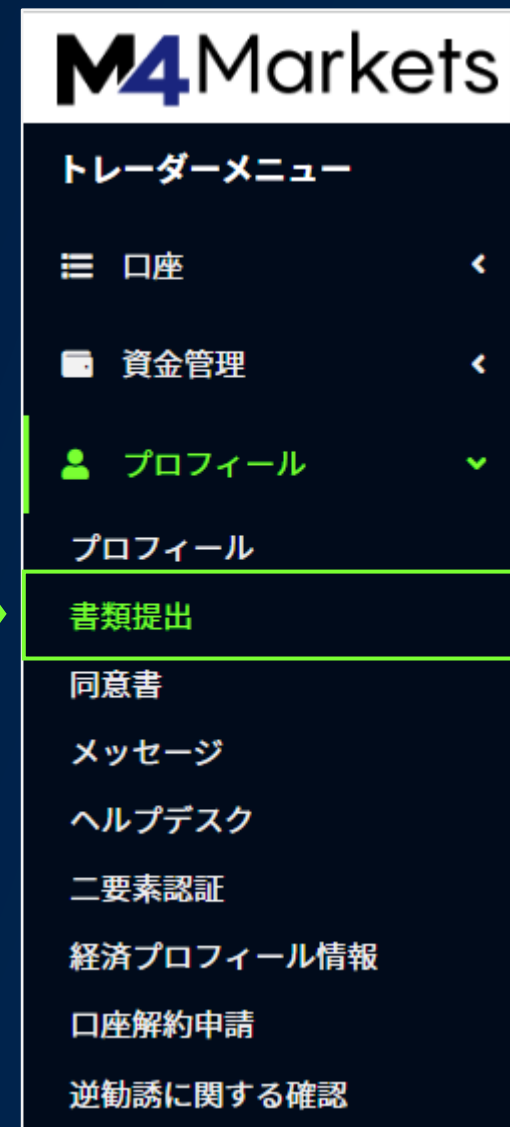 M4Markets
トレーダーメニュー
口座
資金管理
プロフィール
プロフィール
書類提出
同意書
メッセージ
ヘルプデスク
二要素認証
経済プロフィール情報
口座解約申請
逆勧誘に関する確認